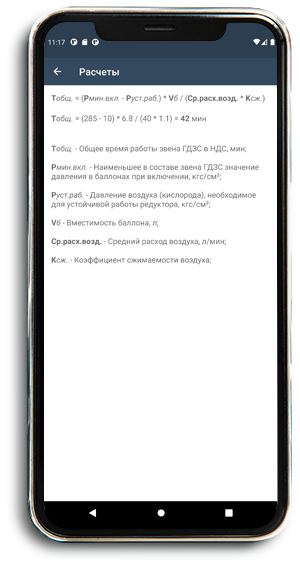 11:17
Расчеты
Тобщ. = (Рмин.вкл. - Руст.раб.) * Vб / (Ср.расх.возд. * Ксж.)
Тобщ. = (285 - 10) * 6.8 / (40 * 1.1) = 42 мин
Тобщ. - Общее время работы звена ГДЗС в НДС, мин;
Рмин.вкл. - Наименьшее в составе звена ГДЗС значение
давления в баллонах при включении, кгс/см²;
Руст.раб. - Давление воздуха (кислорода), необходимое
для устойчивой работы редуктора, кгс/см²;
Vб - Вместимость баллона, л;
Ср.расх.возд. - Средний расход воздуха, л/мин;
Ксж. - Коэффициент сжимаемости воздуха;